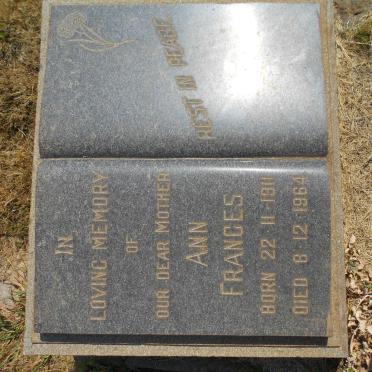 REST IN PEACE
IN
LOVING MEMORY
OF
OUR DEAR MOTHER
ANN
FRANCES
BORN 22·11·1911
DIED 8·12·1964